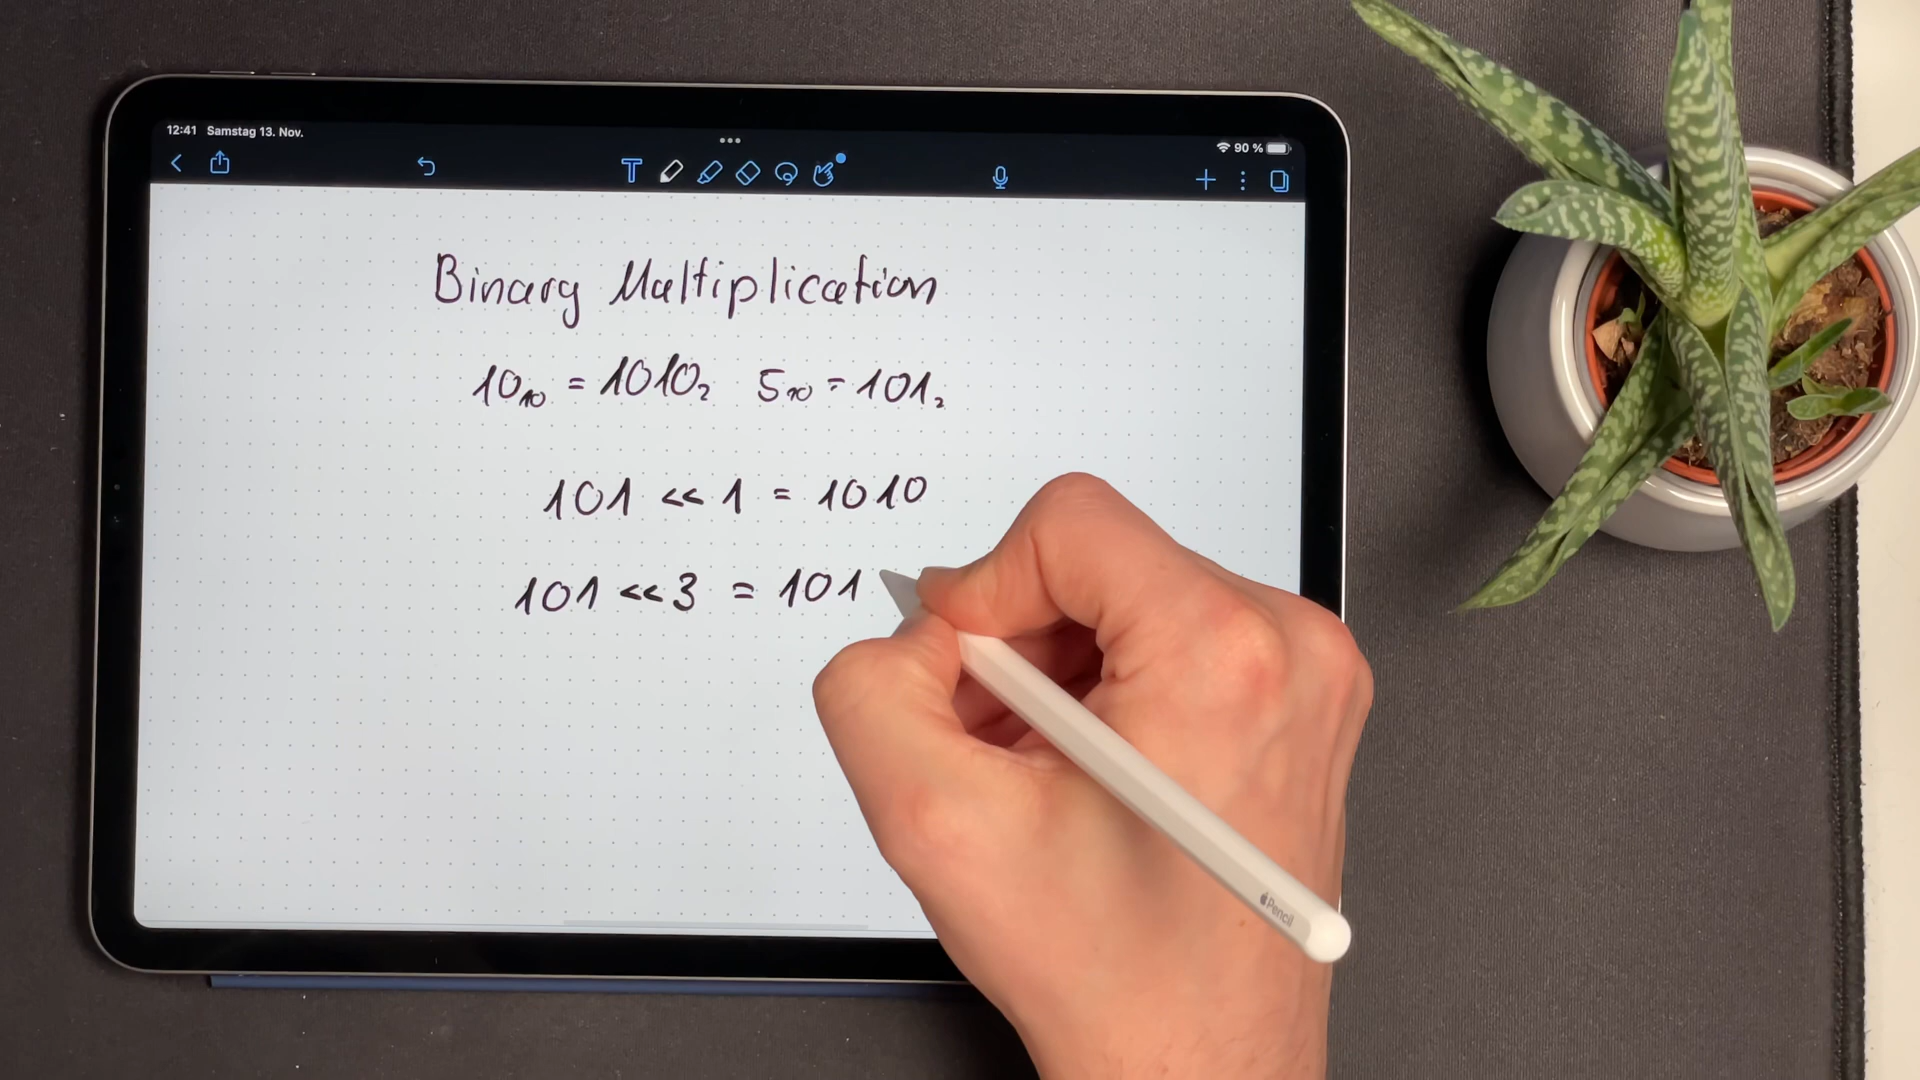 12:41 Samstag 13. Nov.
90 %
Binary Multiplication
10₁₀ = 1010₂ 5₁₀ = 101₂
101 << 1 = 1010
101 << 3 = 101
Pencil